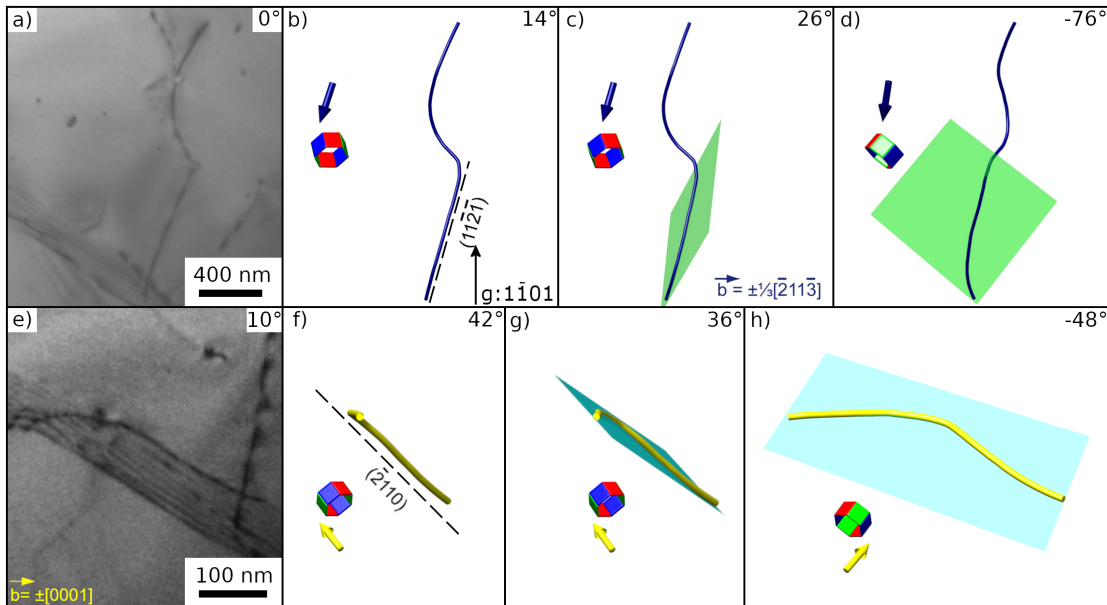 a)
0°
400 nm
b)
14°
(112̄1̄)
g:11̄01
c)
26°
b = ±⅓[2̄113̄]
d)
-76°
e)
10°
b= ±[0001]
100 nm
f)
42°
(2̄110)
g)
36°
h)
-48°